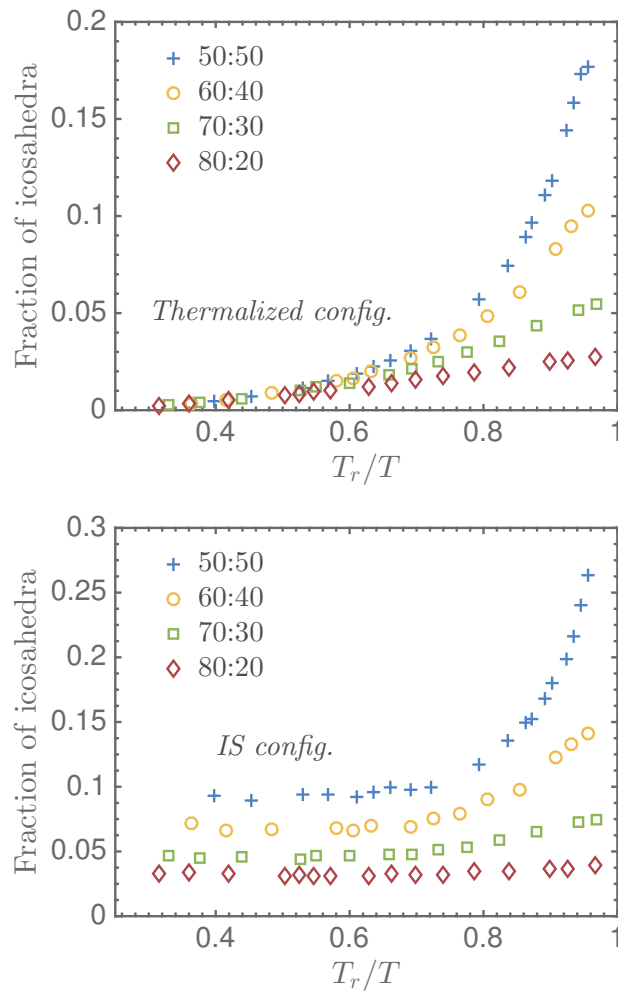 0.2
0.15
0.1
0.05
0
Fraction of icosahedra
50:50
60:40
70:30
80:20
Thermalized config.
0.4 0.6 0.8 1
T_r/T
0.3
0.25
0.2
0.15
0.1
0.05
0
Fraction of icosahedra
50:50
60:40
70:30
80:20
IS config.
0.4 0.6 0.8 1
T_r/T